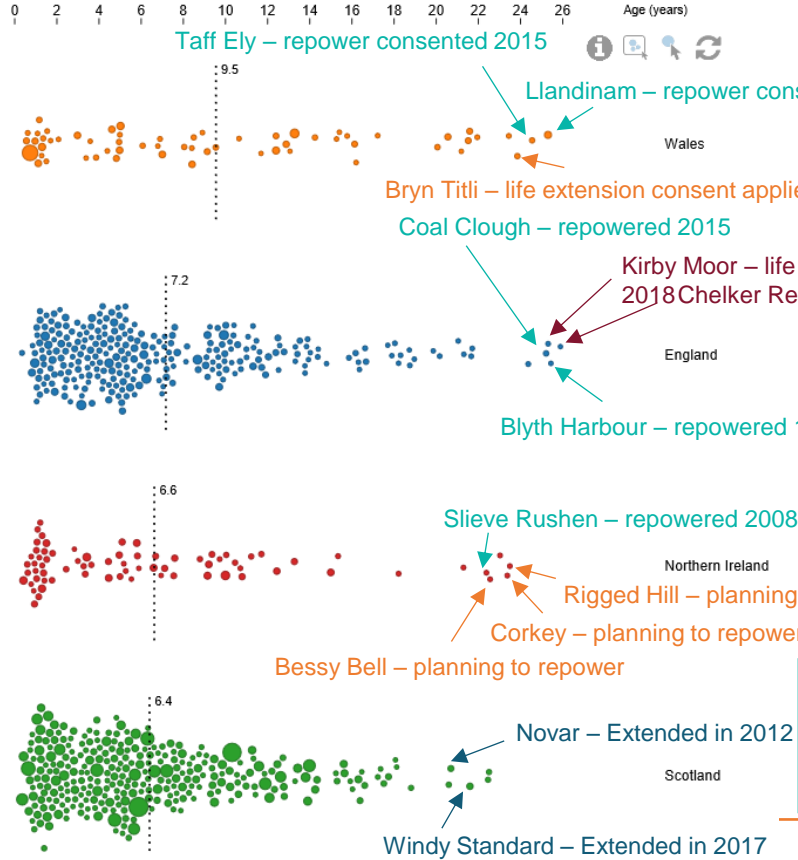 0 2 4 6 8 10 12 14 16 18 20 22 24 26 Age (years)
Taff Ely – repower consented 2015
9.5
Llandinam – repower cons
Wales
Bryn Titli – life extension consent applie
Coal Clough – repowered 2015
Kirby Moor – life
7.2
2018 Chelker Re
England
Blyth Harbour – repowered
6.6
Slieve Rushen – repowered 2008
Northern Ireland
Rigged Hill – planning
Corkey – planning to repower
Bessy Bell – planning to repower
6.4
Novar – Extended in 2012
Scotland
Windy Standard – Extended in 2017